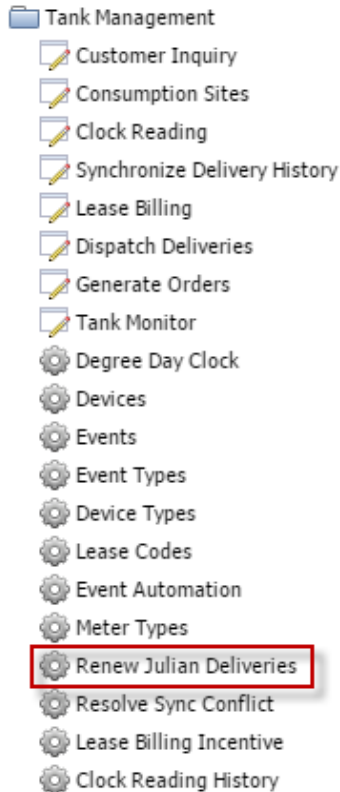 Tank Management
Customer Inquiry
Consumption Sites
Clock Reading
Synchronize Delivery History
Lease Billing
Dispatch Deliveries
Generate Orders
Tank Monitor
Degree Day Clock
Devices
Events
Event Types
Device Types
Lease Codes
Event Automation
Meter Types
Renew Julian Deliveries
Resolve Sync Conflict
Lease Billing Incentive
Clock Reading History